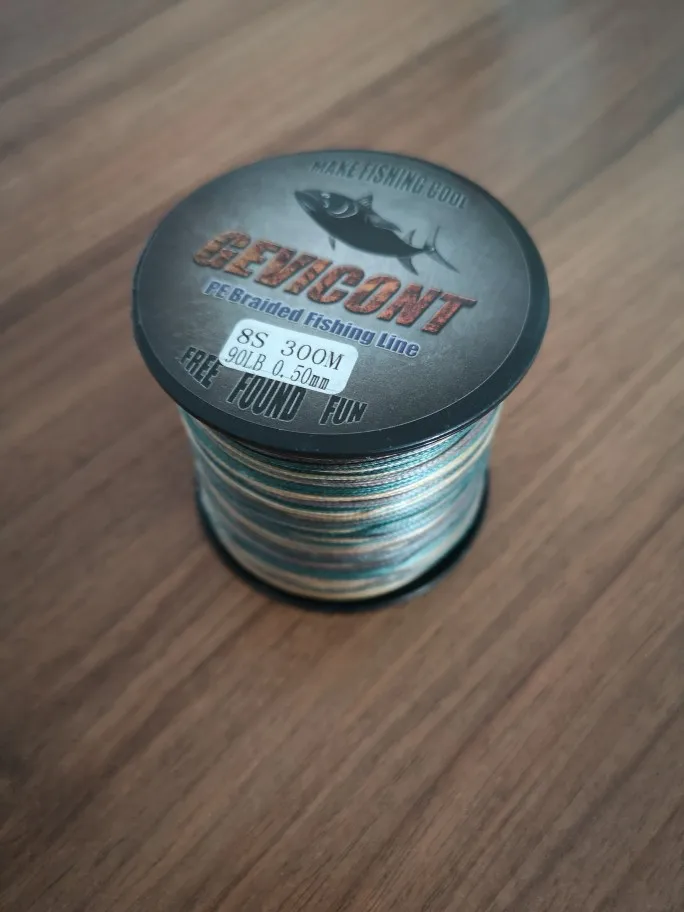 MAKE FISHING COOL
GEVICONT
PE Braided Fishing Line
8S 300M
90LB 0.50mm
FREE FOUND FUN